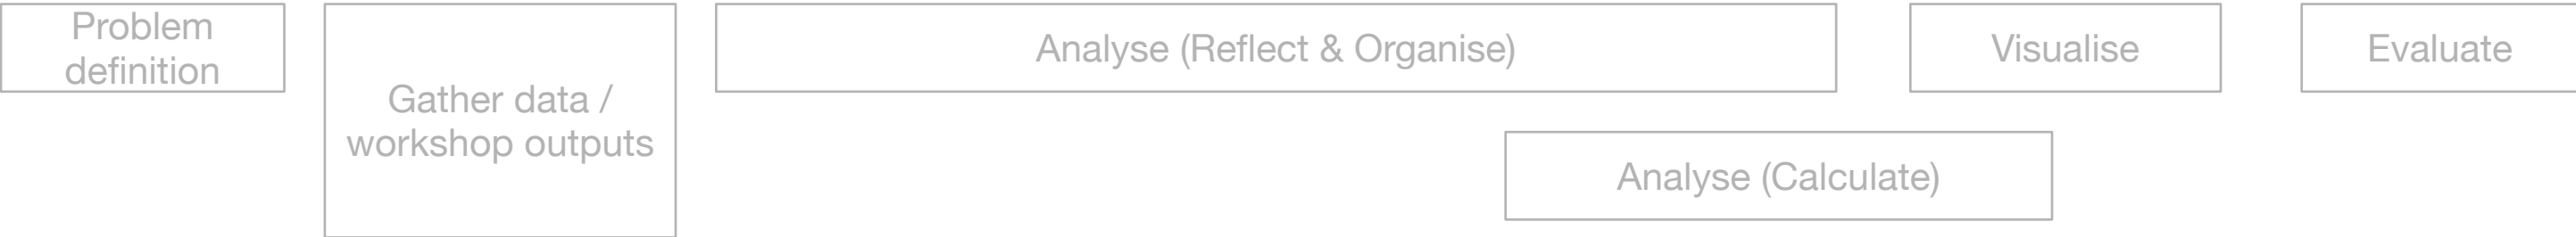 Problem
definition
Gather data /
workshop outputs
Analyse (Reflect & Organise)
Analyse (Calculate)
Visualise
Evaluate